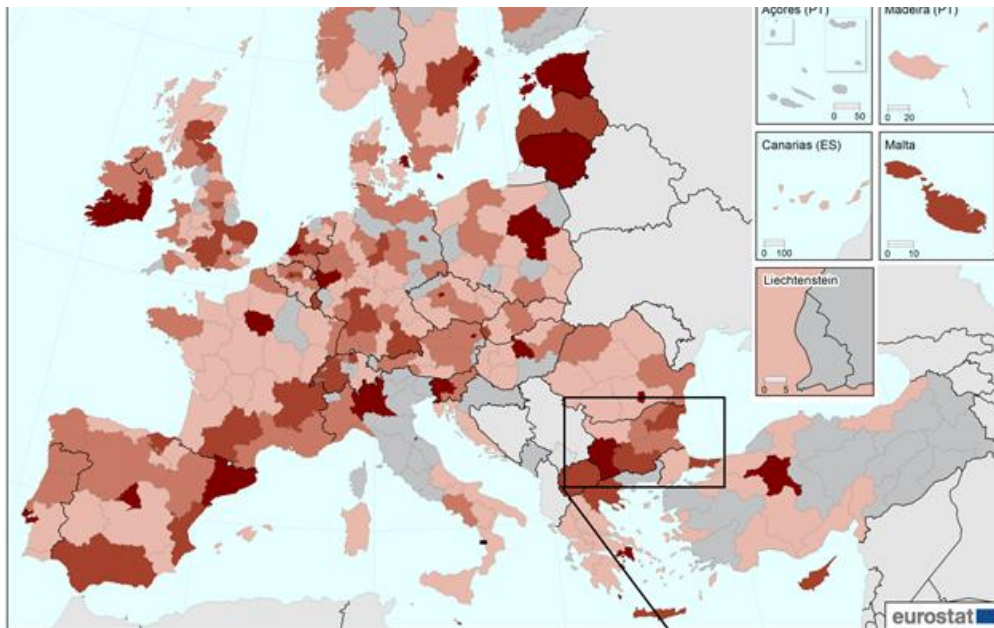 Açores (PT)
0 50
Madeira (PT)
0 20
Canarias (ES)
0 100
Malta
0 10
Liechtenstein
0 5
eurostat